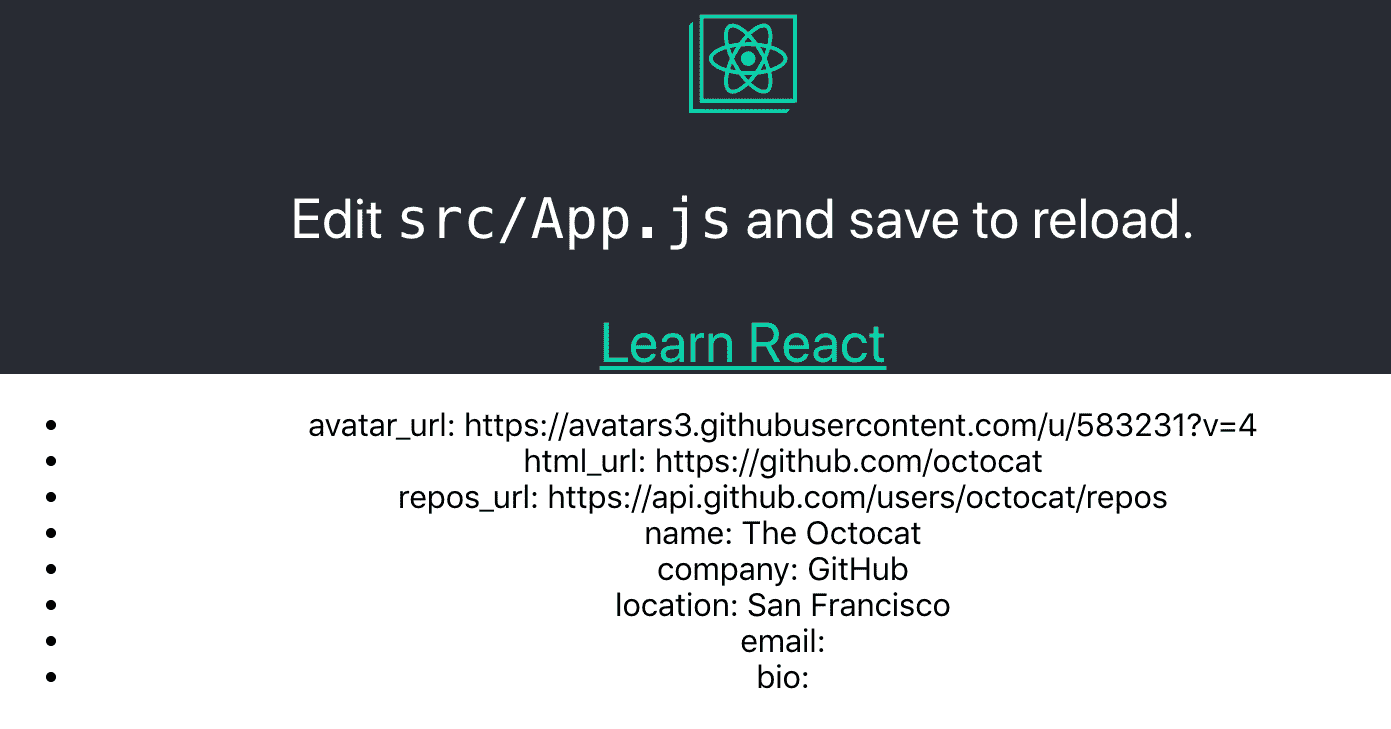 Edit src/App.js and save to reload.
Learn React
avatar_url: https://avatars3.githubusercontent.com/u/583231?v=4
html_url: https://github.com/octocat
repos_url: https://api.github.com/users/octocat/repos
name: The Octocat
company: GitHub
location: San Francisco
email:
bio: